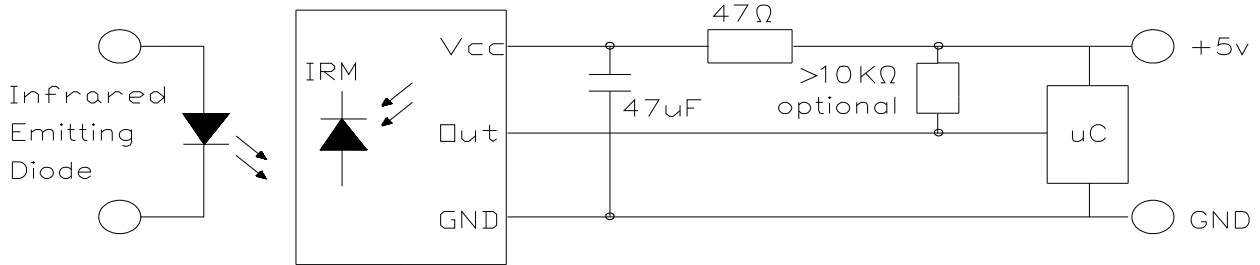 Infrared
Emitting
Diode
IRM
Vcc
Out
GND
47Ω
47uF
>10KΩ
optional
uC
+5v
GND